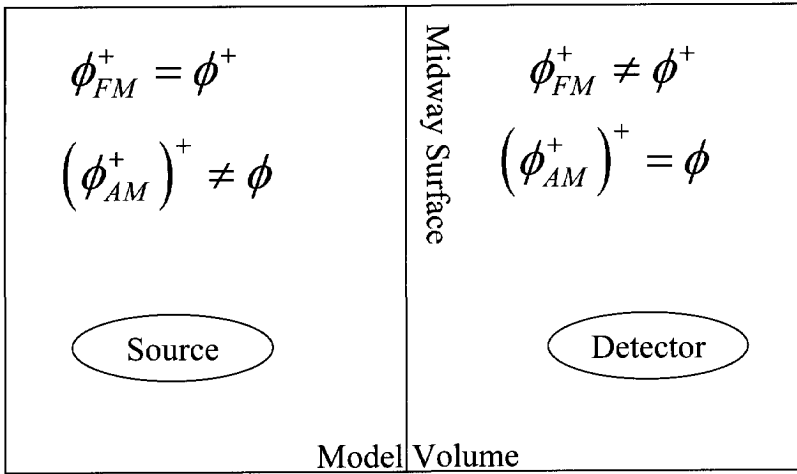 ϕ⁺_FM = ϕ⁺
(ϕ⁺_AM)⁺ ≠ ϕ
Source
Midway Surface
ϕ⁺_FM ≠ ϕ⁺
(ϕ⁺_AM)⁺ = ϕ
Detector
Model Volume